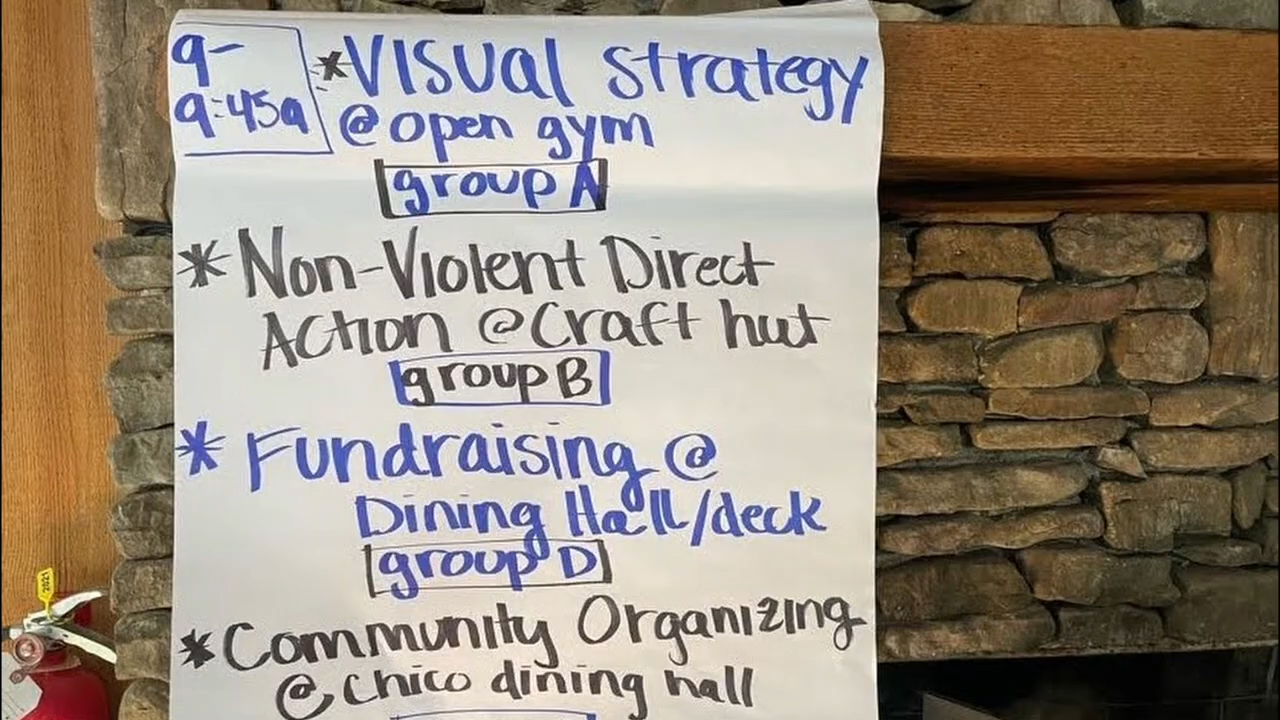 9-
9:45a
*Visual strategy
@open gym
group A
*Non-Violent Direct
Action @Craft hut
group B
*Fundraising @
Dining Hall/deck
group D
*Community Organizing
@ Chico dining hall
2021